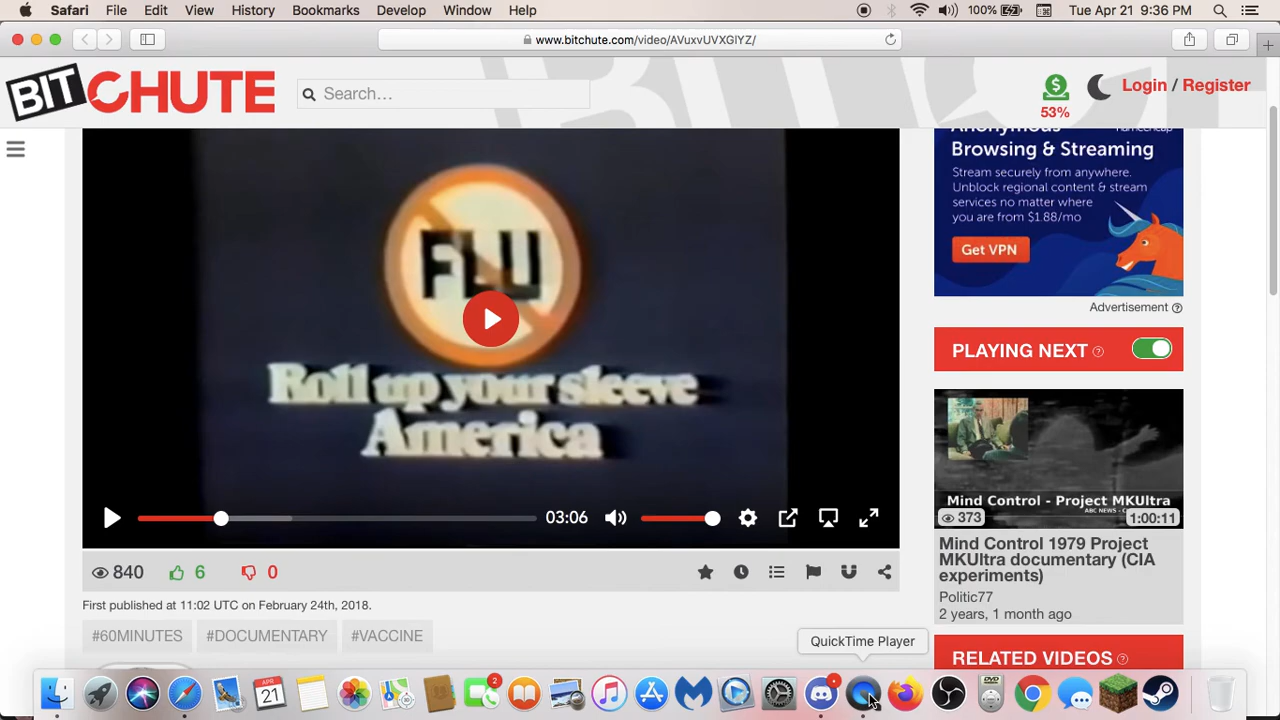 Safari File Edit View History Bookmarks Develop Window Help 100% Tue Apr 21 9:36 PM
www.bitchute.com/video/AVuxvUVXGlYZ/
BITCHUTE
Search...
53%
Login / Register
Browsing & Streaming
Stream securely from anywhere.
Unblock regional content & stream
services no matter where
you are from $1.88/mo
Get VPN
Advertisement ?
FLU
Roll up your sleeve
America
03:06
PLAYING NEXT ?
Mind Control - Project MKUltra
ABC NEWS
373
1:00:11
Mind Control 1979 Project
MKUltra documentary (CIA
experiments)
Politic77
2 years, 1 month ago
840 6 0
First published at 11:02 UTC on February 24th, 2018.
#60MINUTES #DOCUMENTARY #VACCINE
QuickTime Player
RELATED VIDEOS ?
APR
21
2
DVD